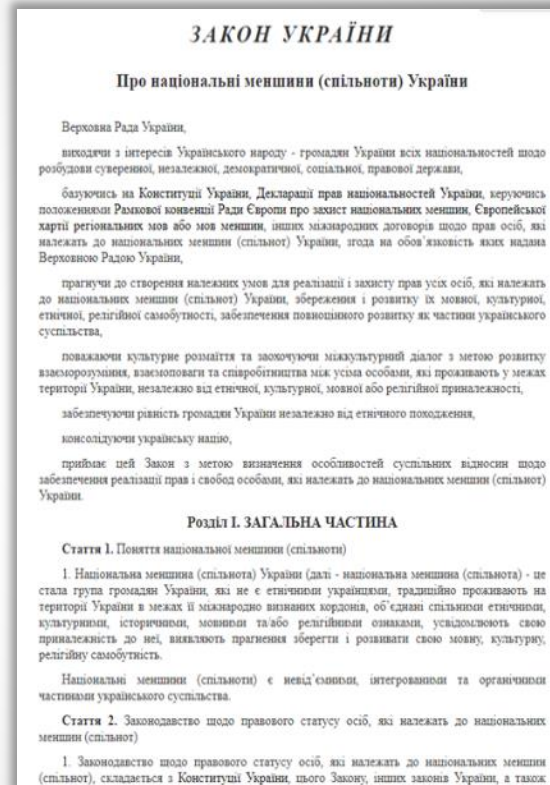 ЗАКОН УКРАЇНИ
Про національні меншини (спільноти) України
Верховна Рада України,
виходячи з інтересів Українського народу - громадян України всіх національностей щодо
розбудови суверенної, незалежної, демократичної, соціальної, правової держави,
базуючись на Конституції України, Декларації прав національностей України, керуючись
положеннями Рамкової конвенції Ради Європи про захист національних меншин, Європейської
хартії регіональних мов або мов меншин, інших міжнародних договорів щодо прав осіб, які
належать до національних меншин (спільнот) України, згода на обов'язковість яких надана
Верховною Радою України,
прагнучи до створення належних умов для реалізації і захисту прав усіх осіб, які належать
до національних меншин (спільнот) України, збереження і розвитку їх мовної, культурної,
етнічної, релігійної самобутності, забезпечення повноцінного розвитку як частини українського
суспільства,
поважаючи культурне розмаїття та заохочуючи міжкультурний діалог з метою розвитку
взаєморозуміння, взаємоповаги та співробітництва між усіма особами, які проживають у межах
території України, незалежно від етнічної, культурної, мовної або релігійної приналежності,
забезпечуючи рівність громадян України незалежно від етнічного походження,
консолідуючи українську націю,
приймає цей Закон з метою визначення особливостей суспільних відносин щодо
забезпечення реалізації прав і свобод особами, які належать до національних меншин (спільнот)
України.
Розділ I. ЗАГАЛЬНА ЧАСТИНА
Стаття 1. Поняття національної меншини (спільноти)
1. Національна меншина (спільнота) України (далі - національна меншина (спільнота) - це
стала група громадян України, які не є етнічними українцями, традиційно проживають на
території України в межах її міжнародно визнаних кордонів, об'єднані спільними етнічними,
культурними, історичними, мовними та/або релігійними ознаками, усвідомлюють свою
приналежність до неї, виявляють прагнення зберегти і розвивати свою мовну, культурну,
релігійну самобутність.
Національні меншини (спільноти) є невід'ємними, інтегрованими та органічними
частинами українського суспільства.
Стаття 2. Законодавство щодо правового статусу осіб, які належать до національних
меншин (спільнот)
1. Законодавство щодо правового статусу осіб, які належать до національних меншин
(спільнот), складається з Конституції України, цього Закону, інших законів України, а також